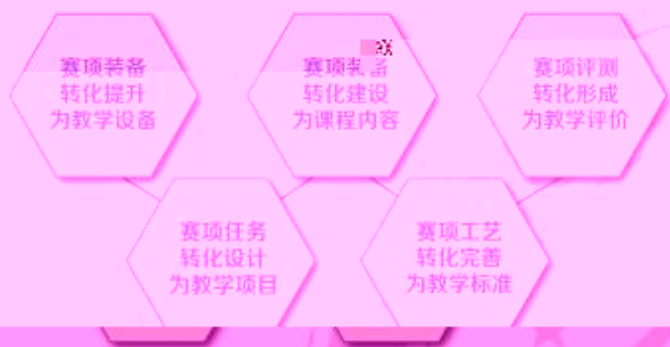 赛项装备
转化提升
为教学设备
赛项装备
转化建设
为课程内容
赛项评测
转化形成
为教学评价
赛项任务
转化设计
为教学项目
赛项工艺
转化完善
为教学标准